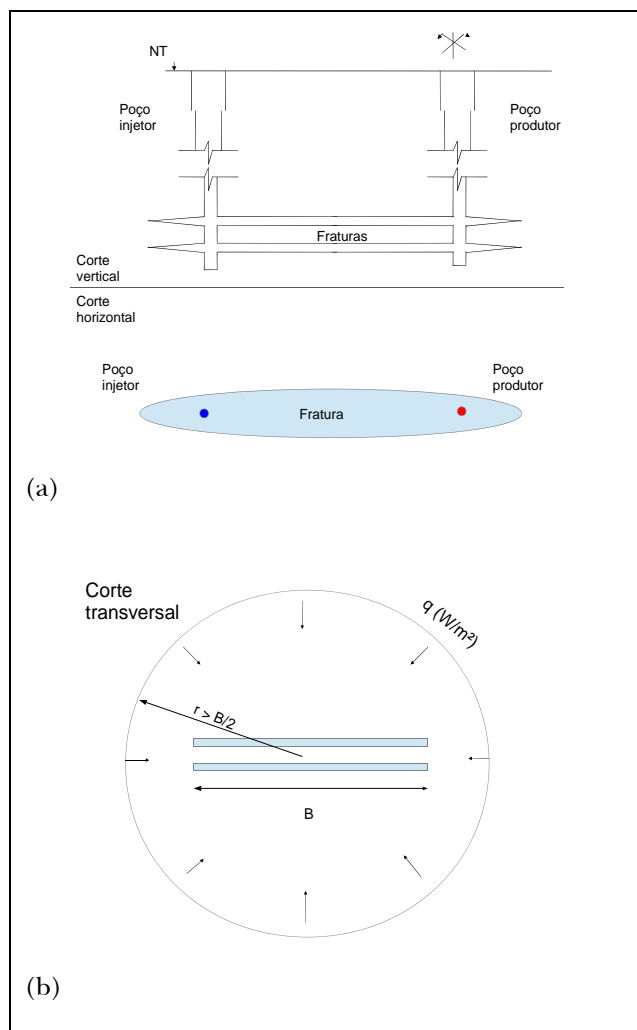 NT
Poço
injetor
Poço
produtor
Fraturas
Corte
vertical
Corte
horizontal
Poço
injetor
Poço
produtor
Fratura
(a)
Corte
transversal
q (W/m²)
r > B/2
B
(b)